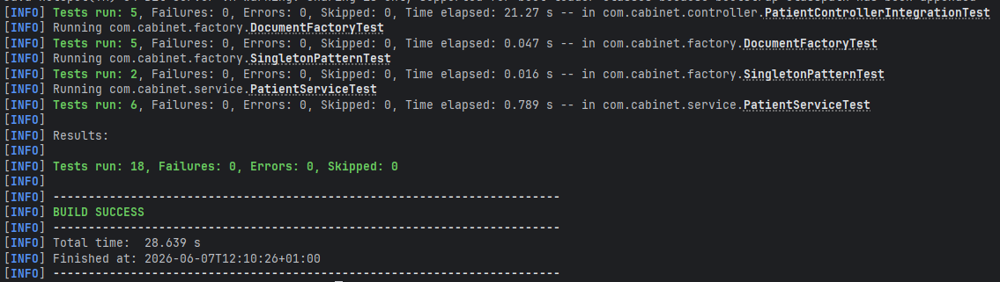 [INFO] Tests run: 5, Failures: 0, Errors: 0, Skipped: 0, Time elapsed: 21.27 s -- in com.cabinet.controller.PatientControllerIntegrationTest
[INFO] Running com.cabinet.factory.DocumentFactoryTest
[INFO] Tests run: 5, Failures: 0, Errors: 0, Skipped: 0, Time elapsed: 0.047 s -- in com.cabinet.factory.DocumentFactoryTest
[INFO] Running com.cabinet.factory.SingletonPatternTest
[INFO] Tests run: 2, Failures: 0, Errors: 0, Skipped: 0, Time elapsed: 0.016 s -- in com.cabinet.factory.SingletonPatternTest
[INFO] Running com.cabinet.service.PatientServiceTest
[INFO] Tests run: 6, Failures: 0, Errors: 0, Skipped: 0, Time elapsed: 0.789 s -- in com.cabinet.service.PatientServiceTest
[INFO]
[INFO] Results:
[INFO]
[INFO] Tests run: 18, Failures: 0, Errors: 0, Skipped: 0
[INFO]
[INFO] ------------------------------------------------------------------------
[INFO] BUILD SUCCESS
[INFO] ------------------------------------------------------------------------
[INFO] Total time:  28.639 s
[INFO] Finished at: 2026-06-07T12:10:26+01:00
[INFO] ------------------------------------------------------------------------